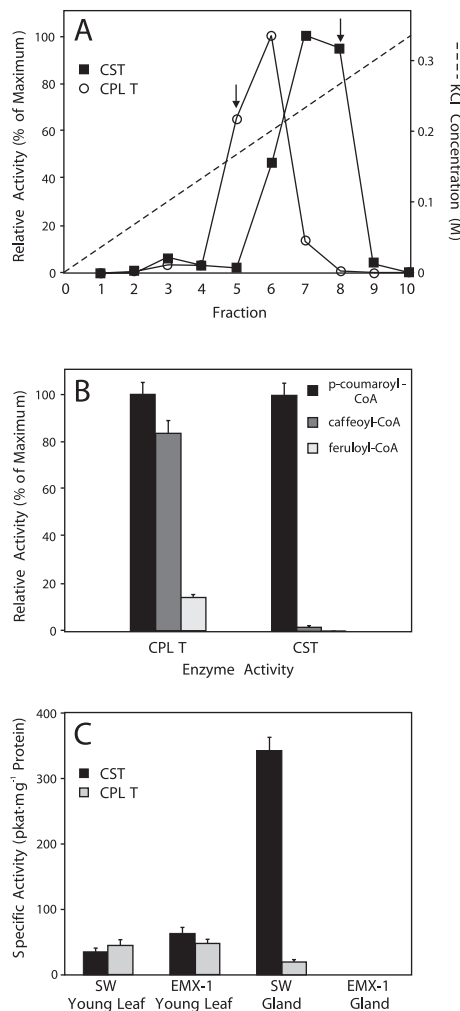 A
CST
CPL T
Relative Activity (% of Maximum)
100
80
60
40
20
0
0.3
0.2
0.1
0
KCl Concentration (M)
0 1 2 3 4 5 6 7 8 9 10
Fraction
B
p-coumaroyl-
CoA
caffeoyl-CoA
feruloyl-CoA
Relative Activity (% of Maximum)
100
80
60
40
20
0
CPL T CST
Enzyme Activity
C
CST
CPL T
Specific Activity (pkat·mg⁻¹ Protein)
400
300
200
100
0
SW EMX-1 SW EMX-1
Young Leaf Young Leaf Gland Gland